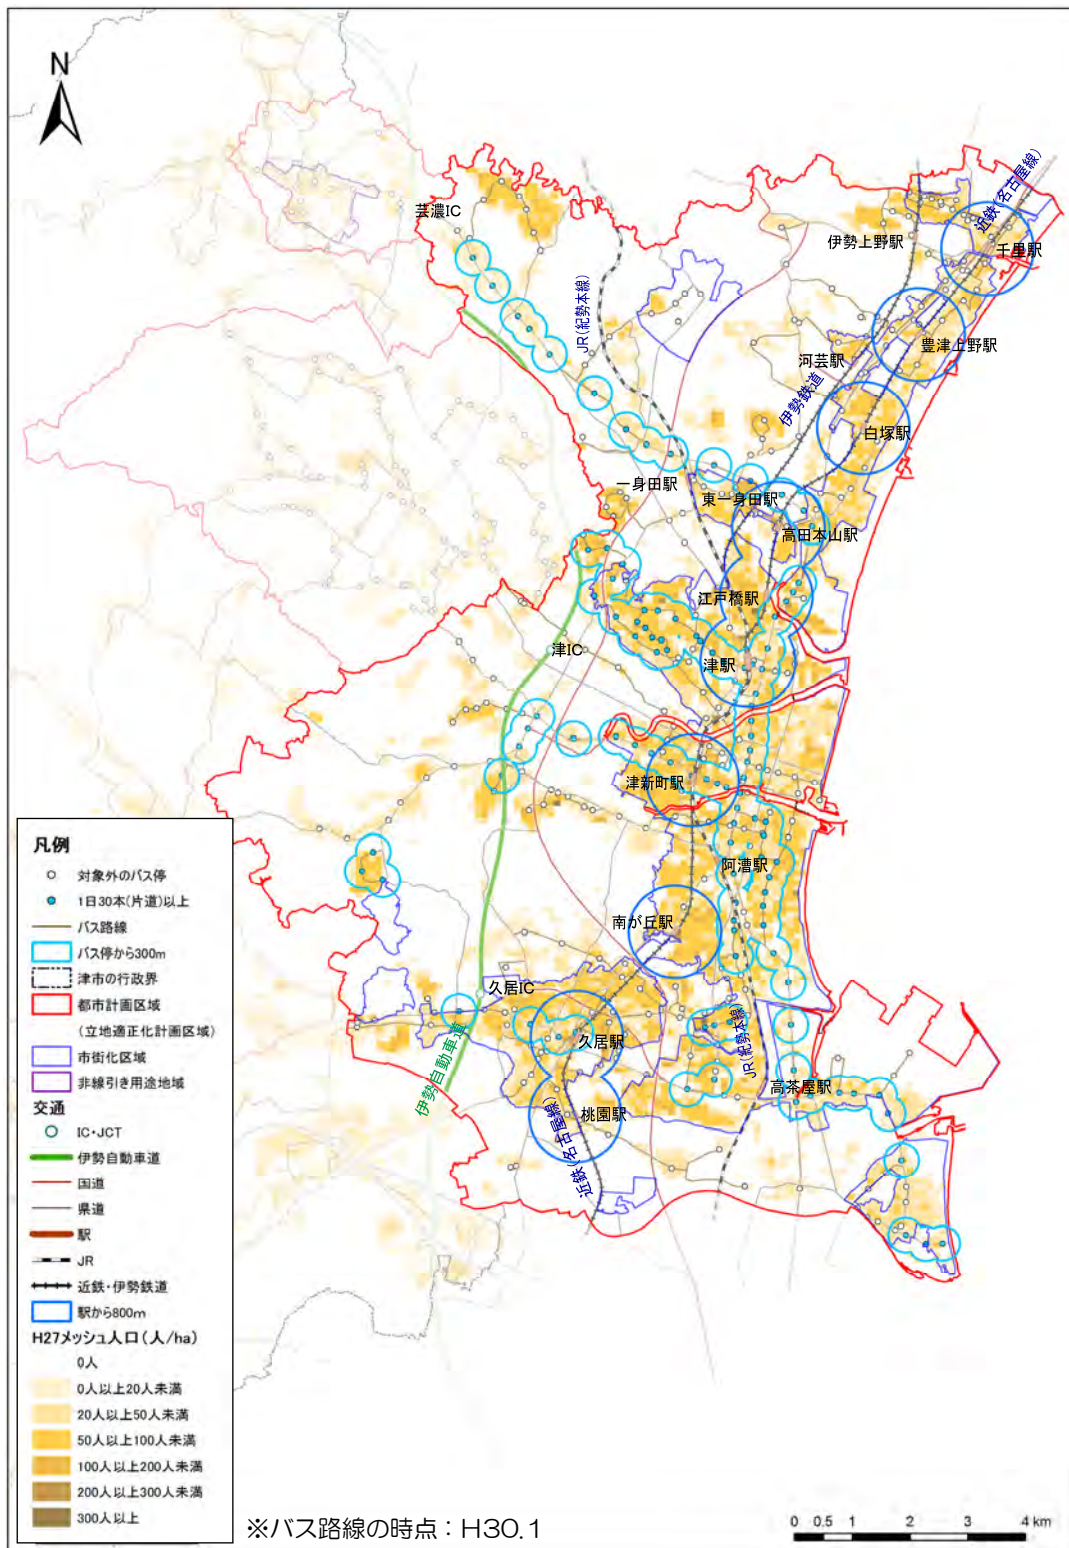 N
芸濃IC
近鉄(名古屋線)
伊勢上野駅
千里駅
JR(紀勢本線)
豊津上野駅
河芸駅
伊勢鉄道
白塚駅
一身田駅
東一身田駅
高田本山駅
江戸橋駅
津IC
津駅
津新町駅
阿漕駅
南が丘駅
久居IC
久居駅
伊勢自動車道
JR(紀勢本線)
高茶屋駅
桃園駅
近鉄(名古屋線)
凡例
対象外のバス停
1日30本(片道)以上
バス路線
バス停から300m
津市の行政界
都市計画区域
(立地適正化計画区域)
市街化区域
非線引き用途地域
交通
IC・JCT
伊勢自動車道
国道
県道
駅
JR
近鉄・伊勢鉄道
駅から800m
H27メッシュ人口(人/ha)
0人
0人以上20人未満
20人以上50人未満
50人以上100人未満
100人以上200人未満
200人以上300人未満
300人以上
※バス路線の時点：H30.1
0 0.5 1 2 3 4 km